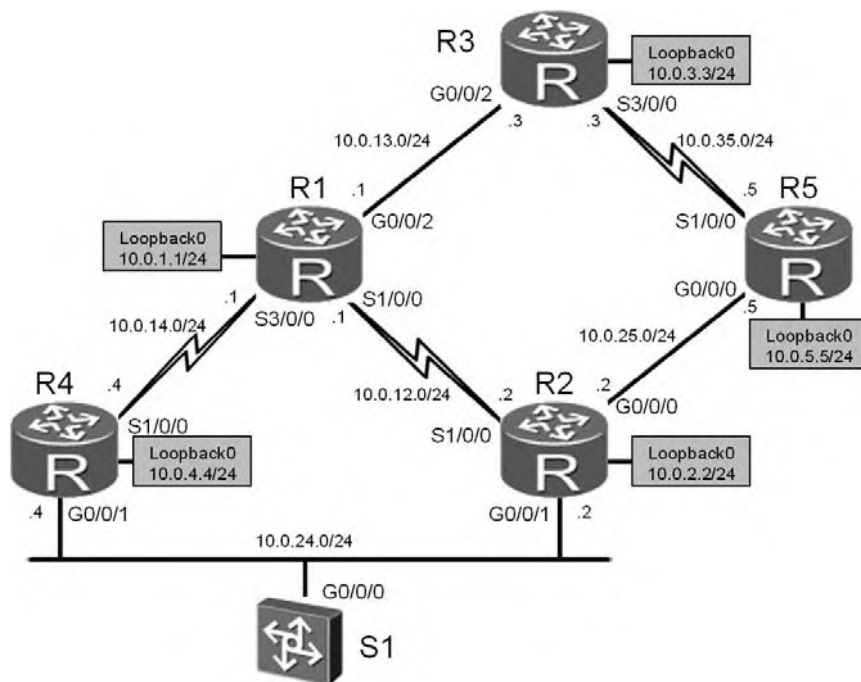 R3
Loopback0
10.0.3.3/24
G0/0/2
S3/0/0
.3
.3
10.0.13.0/24
10.0.35.0/24
R1
.1
.5
R5
G0/0/2
S1/0/0
Loopback0
10.0.1.1/24
R
R
R
G0/0/0
.5
.1
S3/0/0
S1/0/0
.1
10.0.14.0/24
10.0.25.0/24
Loopback0
10.0.5.5/24
R4
.4
10.0.12.0/24
.2
R2
.2
G0/0/0
S1/0/0
S1/0/0
R
R
Loopback0
10.0.4.4/24
Loopback0
10.0.2.2/24
.4
G0/0/1
G0/0/1
.2
10.0.24.0/24
G0/0/0
S1